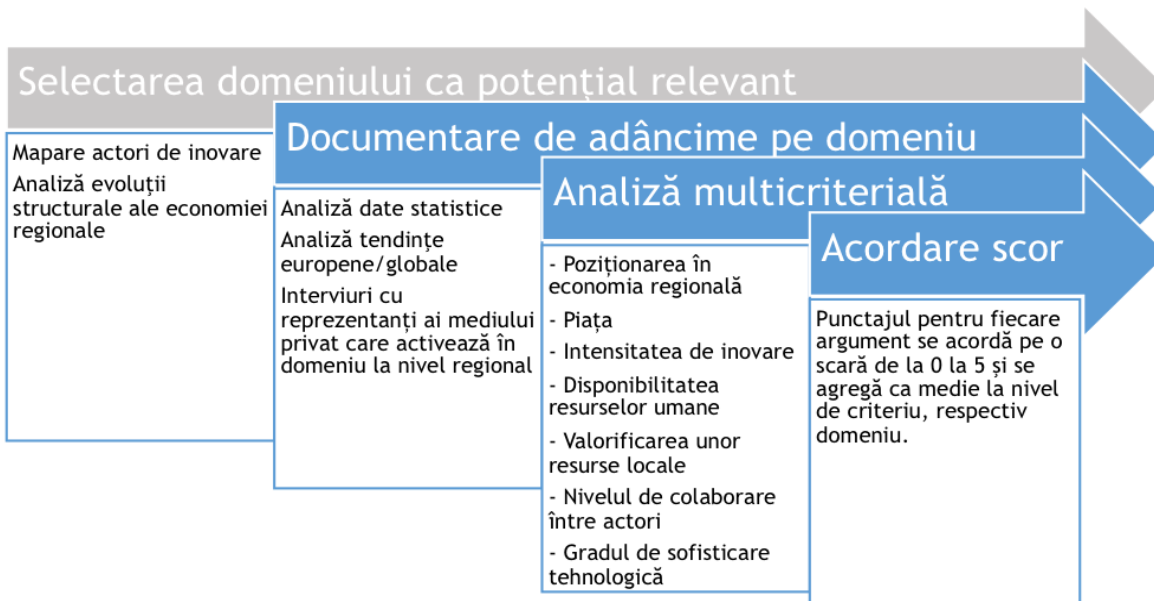 Selectarea domeniului ca potențial relevant
Mapare actori de inovare
Analiză evoluții
structurale ale economiei
regionale
Documentare de adâncime pe domeniu
Analiză date statistice
Analiză tendințe
europene/globale
Interviuri cu
reprezentanți ai mediului
privat care activează în
domeniu la nivel regional
Analiză multicriterială
- Poziționarea în
economia regională
- Piața
- Intensitatea de inovare
- Disponibilitatea
resurselor umane
- Valorificarea unor
resurse locale
- Nivelul de colaborare
între actori
- Gradul de sofisticare
tehnologică
Acordare scor
Punctajul pentru fiecare
argument se acordă pe o
scară de la 0 la 5 și se
agregă ca medie la nivel
de criteriu, respectiv
domeniu.